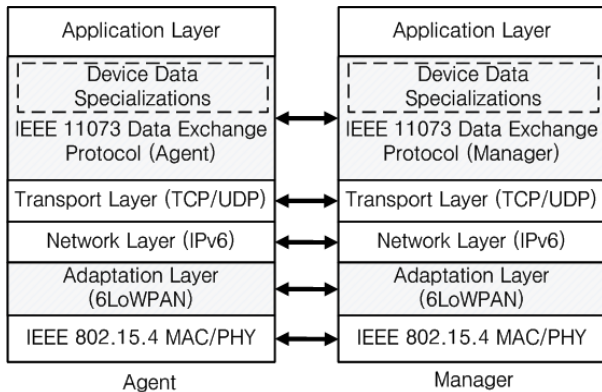 Application Layer
Device Data
Specializations
IEEE 11073 Data Exchange
Protocol (Agent)
Transport Layer (TCP/UDP)
Network Layer (IPv6)
Adaptation Layer
(6LoWPAN)
IEEE 802.15.4 MAC/PHY
Agent
Application Layer
Device Data
Specializations
IEEE 11073 Data Exchange
Protocol (Manager)
Transport Layer (TCP/UDP)
Network Layer (IPv6)
Adaptation Layer
(6LoWPAN)
IEEE 802.15.4 MAC/PHY
Manager